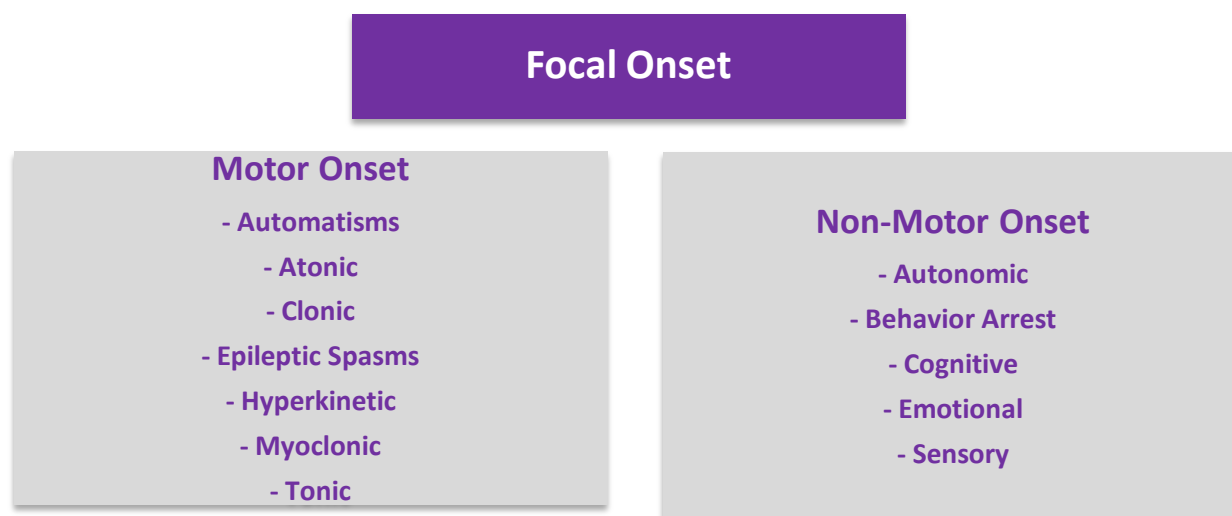 Focal Onset
Motor Onset
- Automatisms
- Atonic
- Clonic
- Epileptic Spasms
- Hyperkinetic
- Myoclonic
- Tonic
Non-Motor Onset
- Autonomic
- Behavior Arrest
- Cognitive
- Emotional
- Sensory